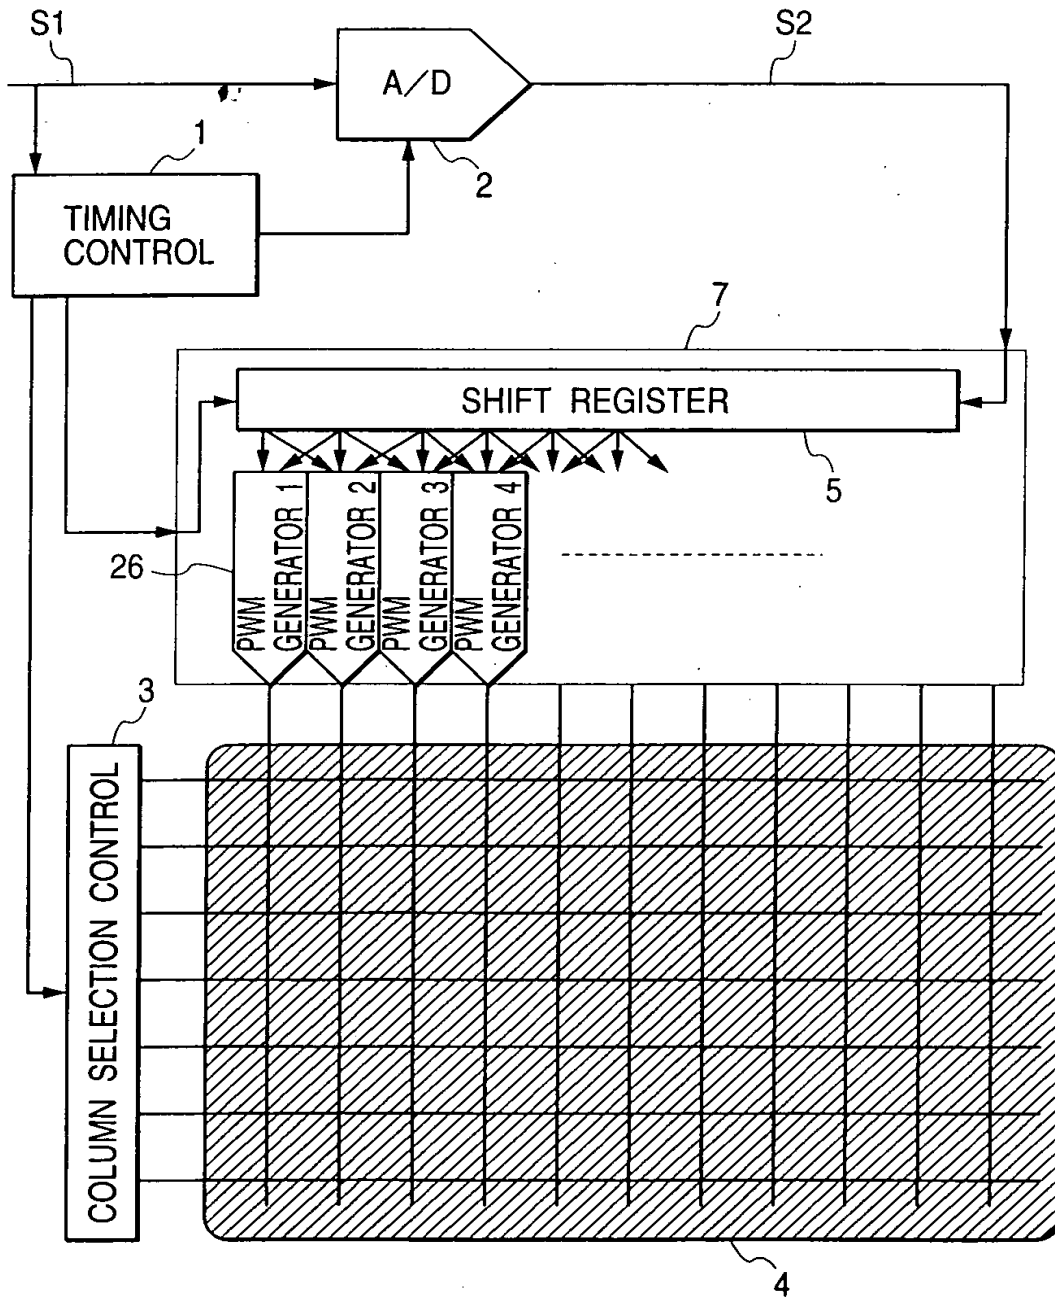 S1
A/D
S2
1
2
TIMING
CONTROL
7
SHIFT REGISTER
5
26
PWM
GENERATOR 1
PWM
GENERATOR 2
PWM
GENERATOR 3
PWM
GENERATOR 4
3
COLUMN SELECTION CONTROL
4